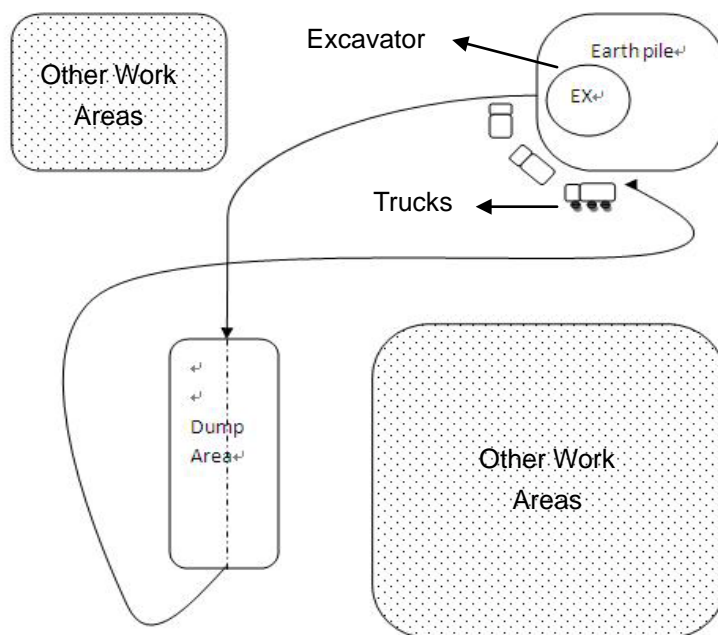 Excavator
Earth pile↵
Other Work
Areas
EX↵
Trucks
↵
↵
Dump
Area↵
Other Work
Areas